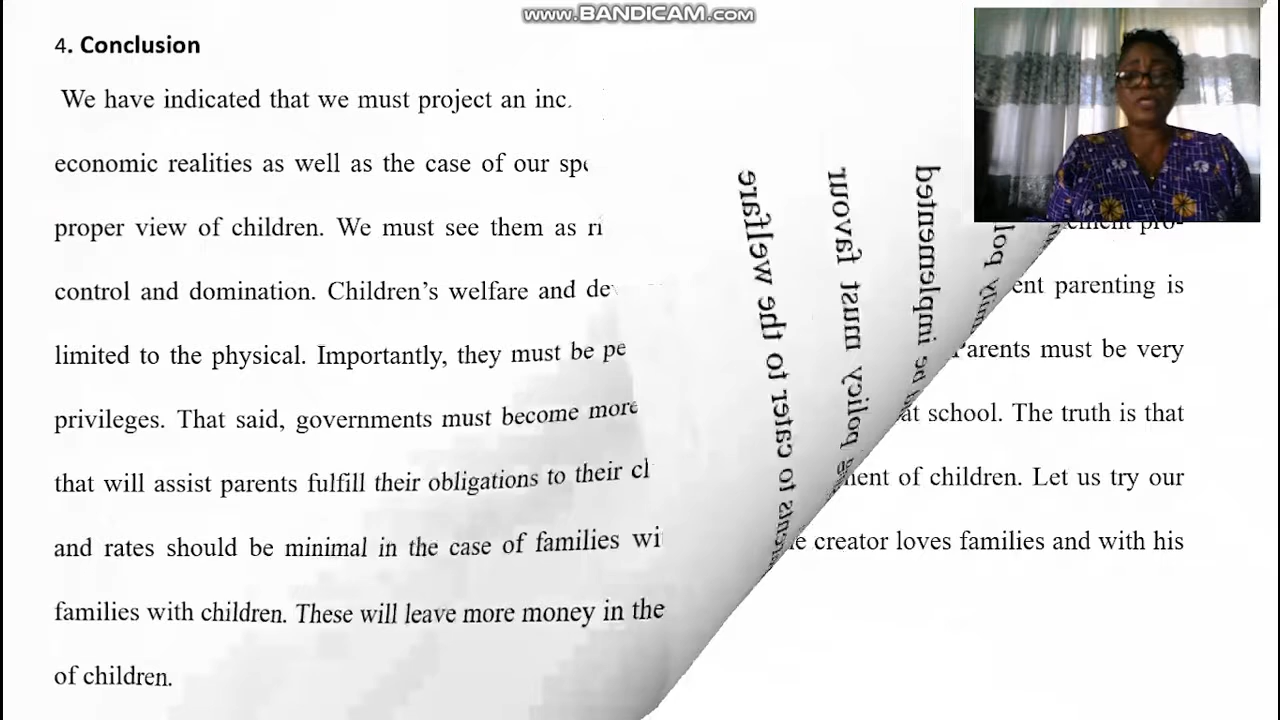 www.BANDICAM.com
4. Conclusion
We have indicated that we must project an inc.
economic realities as well as the case of our
proper view of children. We must see them as
control and domination. Children's welfare and
limited to the physical. Importantly, they must be
privileges. That said, governments must become more
that will assist parents fulfill their obligations to their
and rates should be minimal in the case of families
families with children. These will leave more money in the
of children.
to cater to the welfare
policy must favour
be implemented
parenting is
Parents must be very
at school. The truth is that
of children. Let us try our
creator loves families and with his